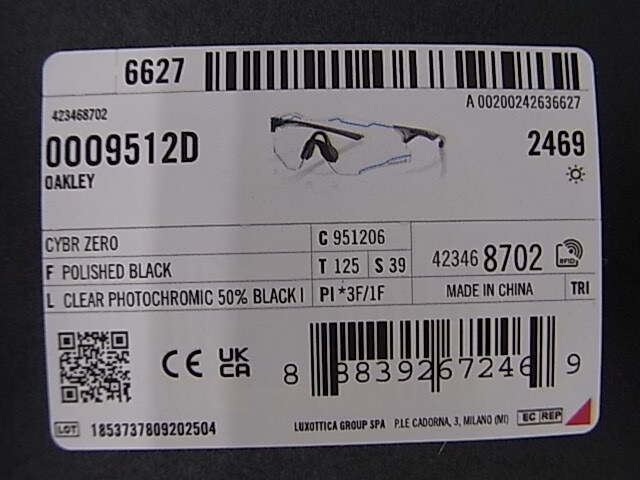 6627
A 00200242636627
423468702
0009512D
OAKLEY
2469
CYBR ZERO
C 951206
F POLISHED BLACK
T 125 S 39
42346 8702
RFID
L CLEAR PHOTOCHROMIC 50% BLACK I
PI *3F/1F
MADE IN CHINA TRI
CE UK CA
8 88392 67246 9
LOT 1853737809202504
LUXOTTICA GROUP SPA P.LE CADORNA, 3, MILANO (MI) EC REP